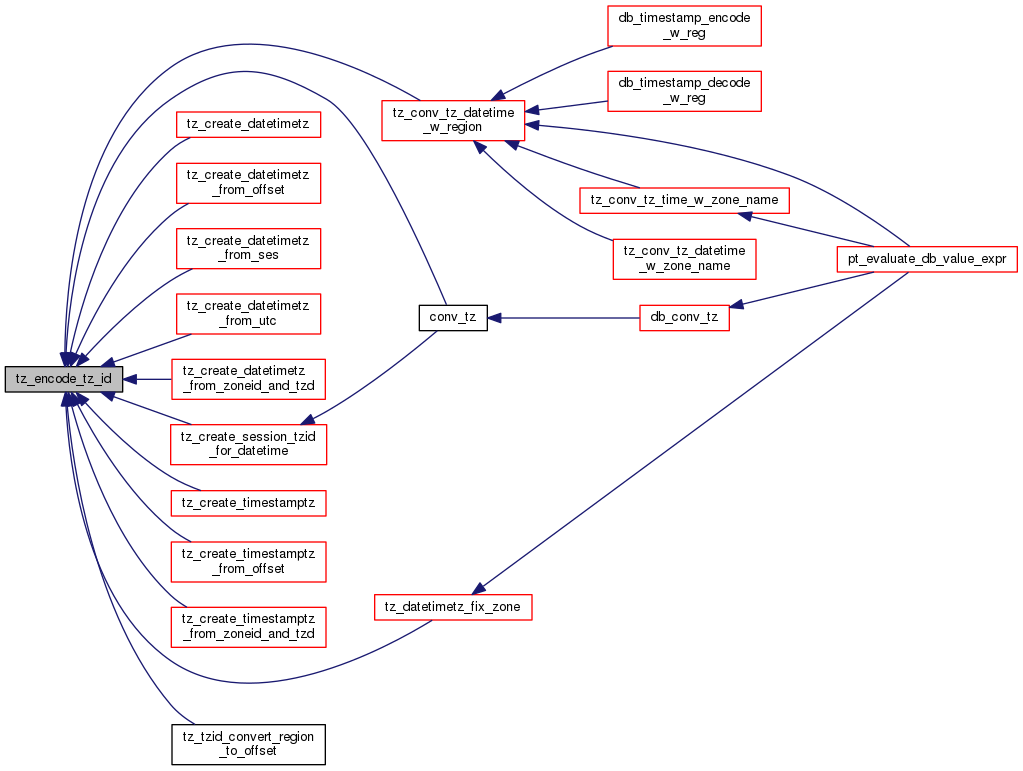 db_timestamp_encode
_w_reg
db_timestamp_decode
_w_reg
tz_conv_tz_datetime
_w_region
tz_create_datetimetz
tz_create_datetimetz
_from_offset
tz_conv_tz_time_w_zone_name
tz_create_datetimetz
_from_ses
tz_conv_tz_datetime
_w_zone_name
pt_evaluate_db_value_expr
tz_create_datetimetz
_from_utc
conv_tz
db_conv_tz
tz_encode_tz_id
tz_create_datetimetz
_from_zoneid_and_tzd
tz_create_session_tzid
_for_datetime
tz_create_timestamptz
tz_create_timestamptz
_from_offset
tz_datetimetz_fix_zone
tz_create_timestamptz
_from_zoneid_and_tzd
tz_tzid_convert_region
_to_offset